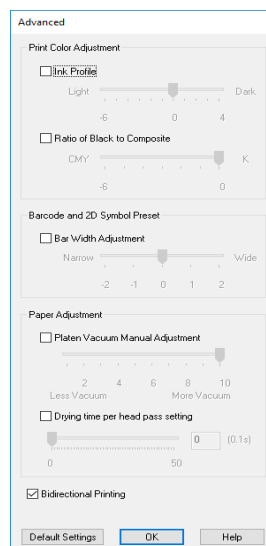 Advanced
Print Color Adjustment
Ink Profile
Light Dark
-6 0 4
Ratio of Black to Composite
CMY K
-6 0
Barcode and 2D Symbol Preset
Bar Width Adjustment
Narrow Wide
-2 -1 0 1 2
Paper Adjustment
Platen Vacuum Manual Adjustment
2 4 6 8 10
Less Vacuum More Vacuum
Drying time per head pass setting
0 (0.1s)
0 50
Bidirectional Printing
Default Settings OK Help